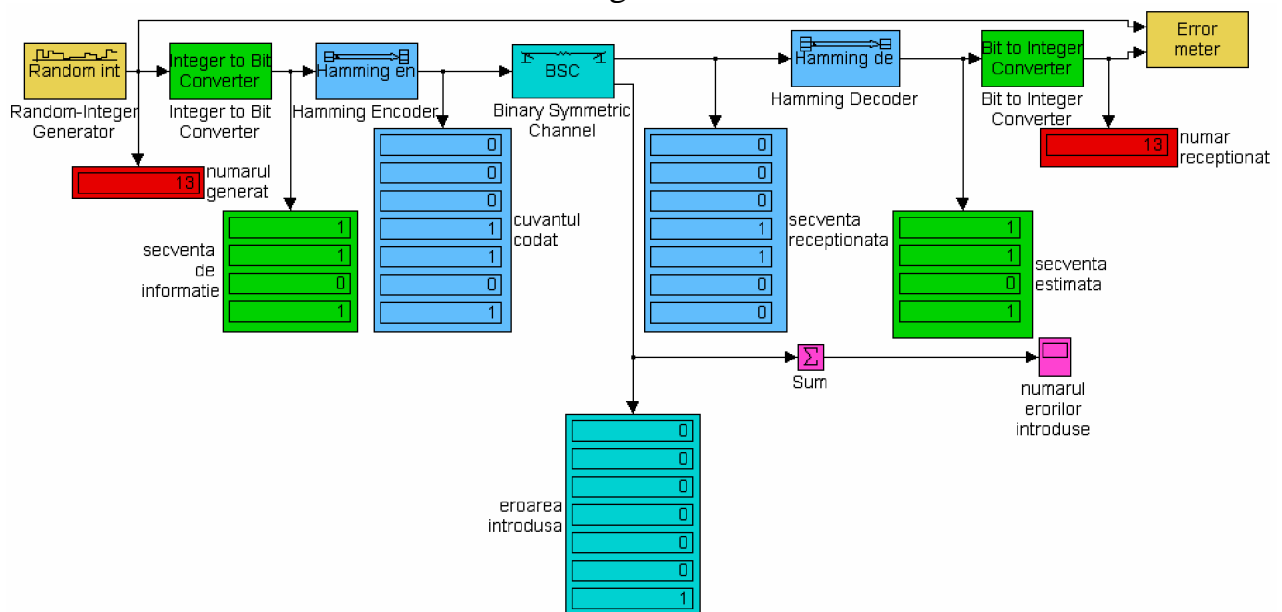 Random int
Random-Integer
Generator
Integer to Bit
Converter
Integer to Bit
Converter
Hamming en
Hamming Encoder
BSC
Binary Symmetric
Channel
Hamming de
Hamming Decoder
Bit to Integer
Converter
Bit to Integer
Converter
Error
meter
13
numarul
generat
secventa
de
informatie
1
1
0
1
0
0
0
1
1
0
1
cuvantul
codat
0
0
0
1
1
0
0
secventa
receptionata
1
1
0
1
secventa
estimata
13
numar
receptionat
Σ
Sum
numarul
erorilor
introduse
eroarea
introdusa
0
0
0
0
0
0
1